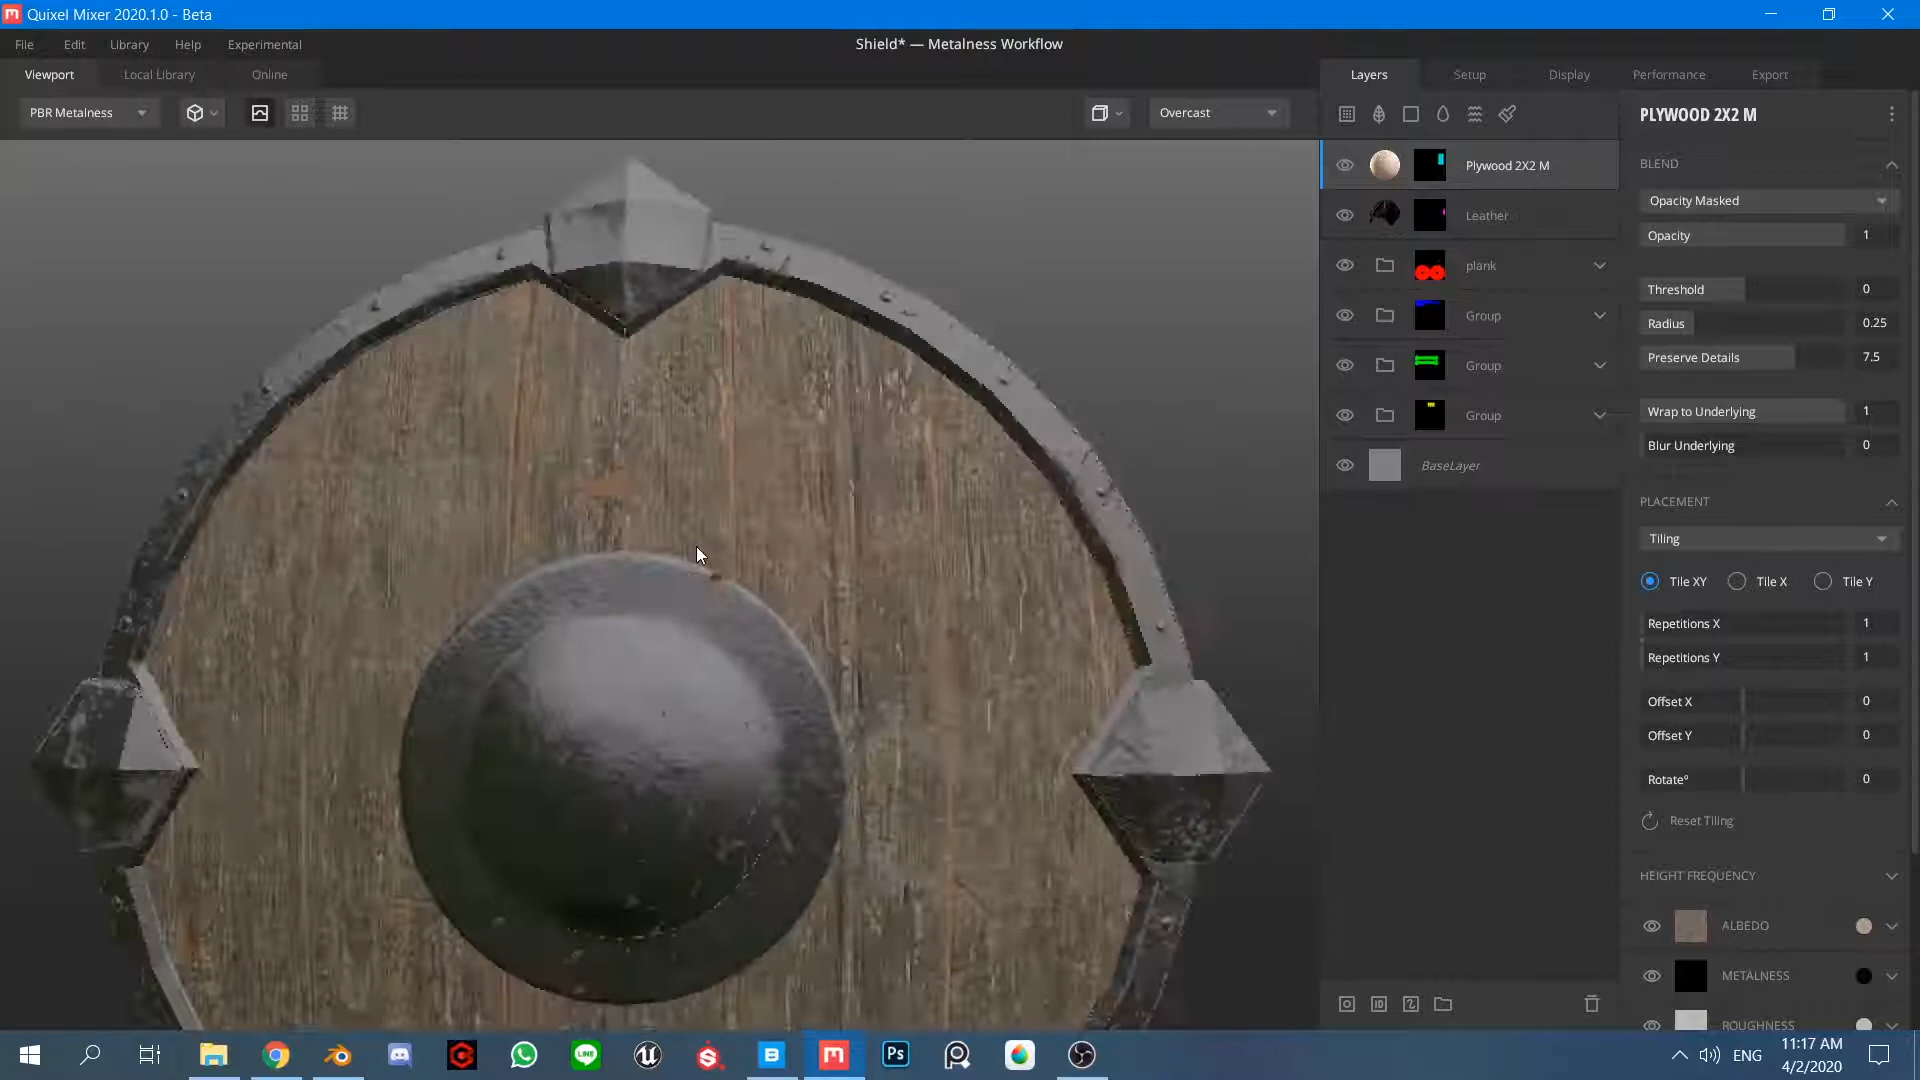 Quixel Mixer 2020.1.0 - Beta
File Edit Library Help Experimental
Shield* — Metalness Workflow
Viewport Local Library Online
Layers Setup Display Performance Export
PBR Metalness
Overcast
PLYWOOD 2X2 M
BLEND
Opacity Masked
Opacity 1
Threshold 0
Radius 0.25
Preserve Details 7.5
Wrap to Underlying 1
Blur Underlying 0
PLACEMENT
Tiling
Tile XY Tile X Tile Y
Repetitions X 1
Repetitions Y 1
Offset X 0
Offset Y 0
Rotate° 0
Reset Tiling
HEIGHT FREQUENCY
ALBEDO
METALNESS
ROUGHNESS
Plywood 2X2 M
Leather
plank
Group
Group
Group
BaseLayer
ENG
11:17 AM
4/2/2020